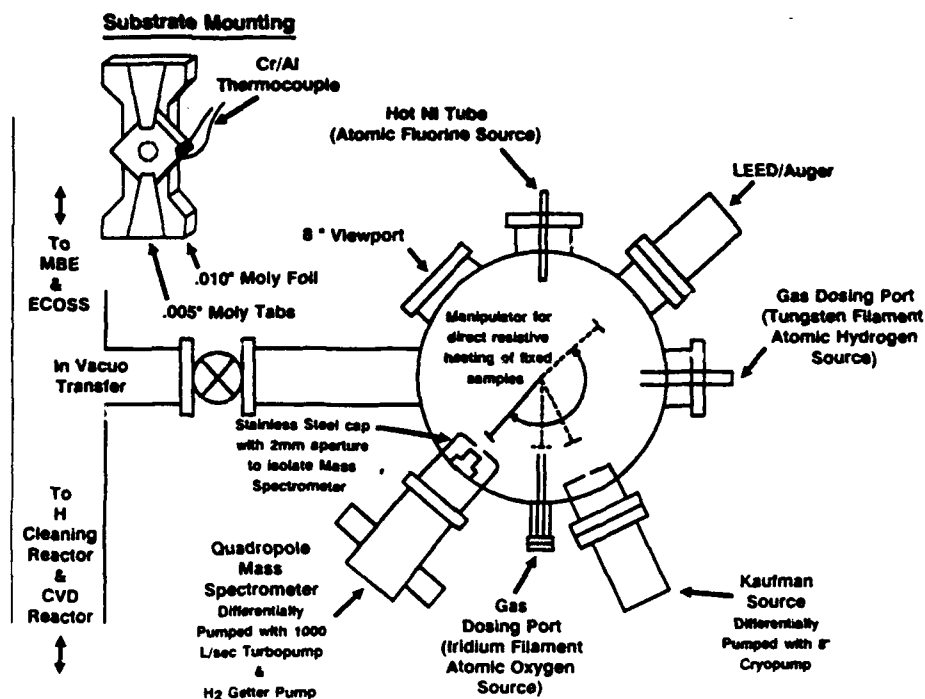 Substrate Mounting
Cr/Al
Thermocouple
Hot Ni Tube
(Atomic Fluorine Source)
LEED/Auger
8" Viewport
To
MBE
&
ECOSS
.010" Moly Foil
.005" Moly Tabs
Gas Dosing Port
(Tungsten Filament
Atomic Hydrogen
Source)
Manipulator for
direct resistive
heating of fixed
samples
In Vacuo
Transfer
Stainless Steel cap
with 2mm aperture
to isolate Mass
Spectrometer
To
H
Cleaning
Reactor
&
CVD
Reactor
Quadropole
Mass
Spectrometer
Differentially
Pumped with 1000
L/sec Turbopump
&
H2 Getter Pump
Gas
Dosing Port
(Iridium Filament
Atomic Oxygen
Source)
Kaufman
Source
Differentially
Pumped with 8"
Cryopump